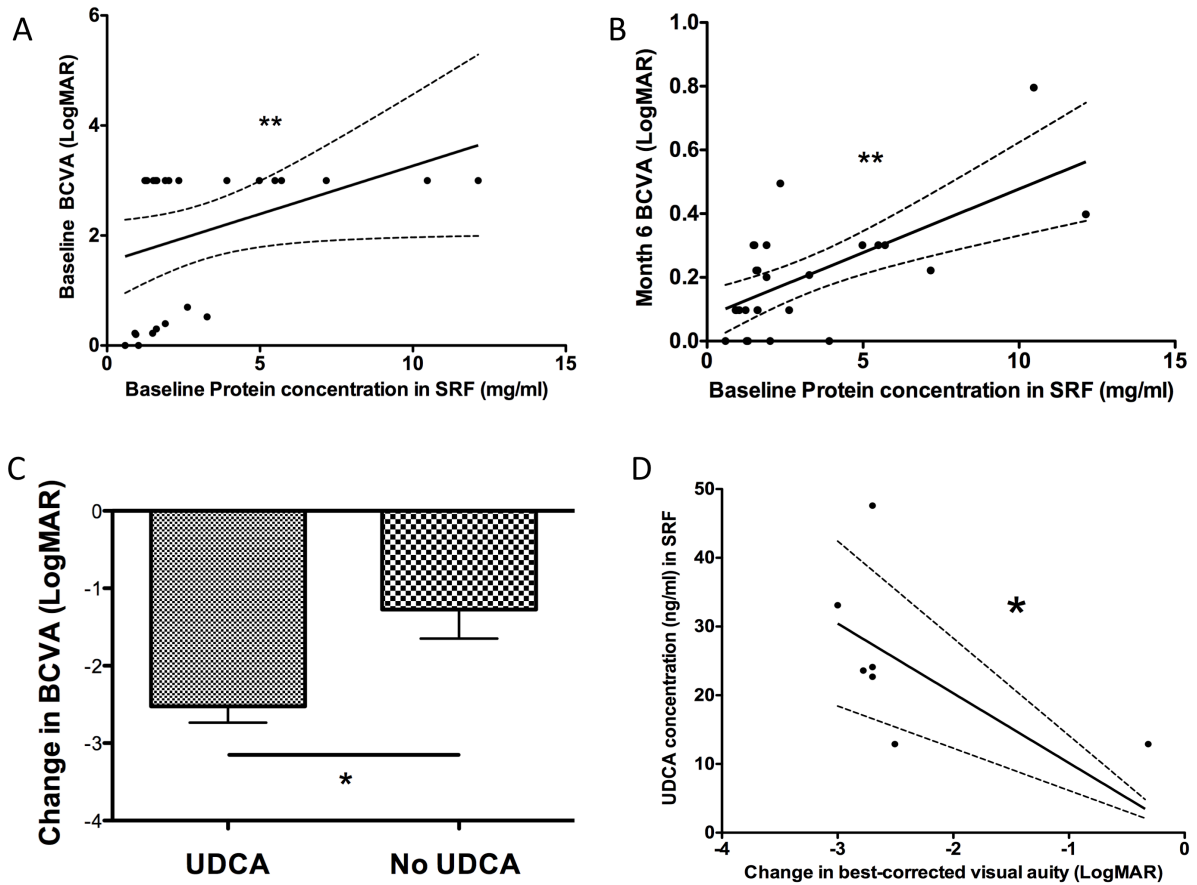 A
Baseline BCVA (LogMAR)
6
4
2
0
**
0 5 10 15
Baseline Protein concentration in SRF (mg/ml)
B
Month 6 BCVA (LogMAR)
1.0
0.8
0.6
0.4
0.2
0.0
**
0 5 10 15
Baseline Protein concentration in SRF (mg/ml)
C
Change in BCVA (LogMAR)
0
-1
-2
-3
-4
*
UDCA No UDCA
D
UDCA concentration (ng/ml) in SRF
50
40
30
20
10
0
*
-4 -3 -2 -1 0
Change in best-corrected visual auity (LogMAR)